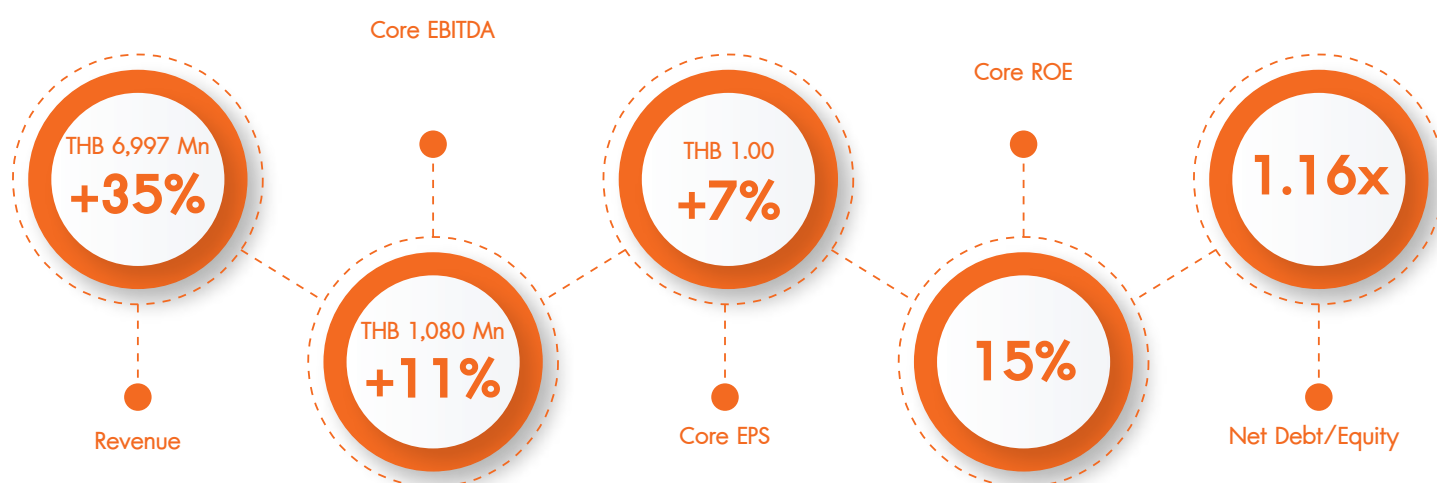 Core EBITDA
Core ROE
THB 6,997 Mn
+35%
THB 1.00
+7%
1.16x
THB 1,080 Mn
+11%
15%
Revenue
Core EPS
Net Debt/Equity